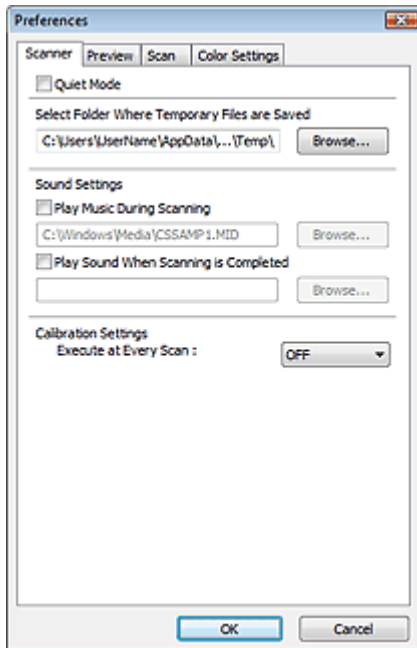 Preferences
Scanner Preview Scan Color Settings
Quiet Mode
Select Folder Where Temporary Files are Saved
C:\Users\UserName\AppData\...\Temp\ Browse...
Sound Settings
Play Music During Scanning
C:\Windows\Media\CSSAMP1.MID Browse...
Play Sound When Scanning is Completed
Browse...
Calibration Settings
Execute at Every Scan : OFF
OK Cancel